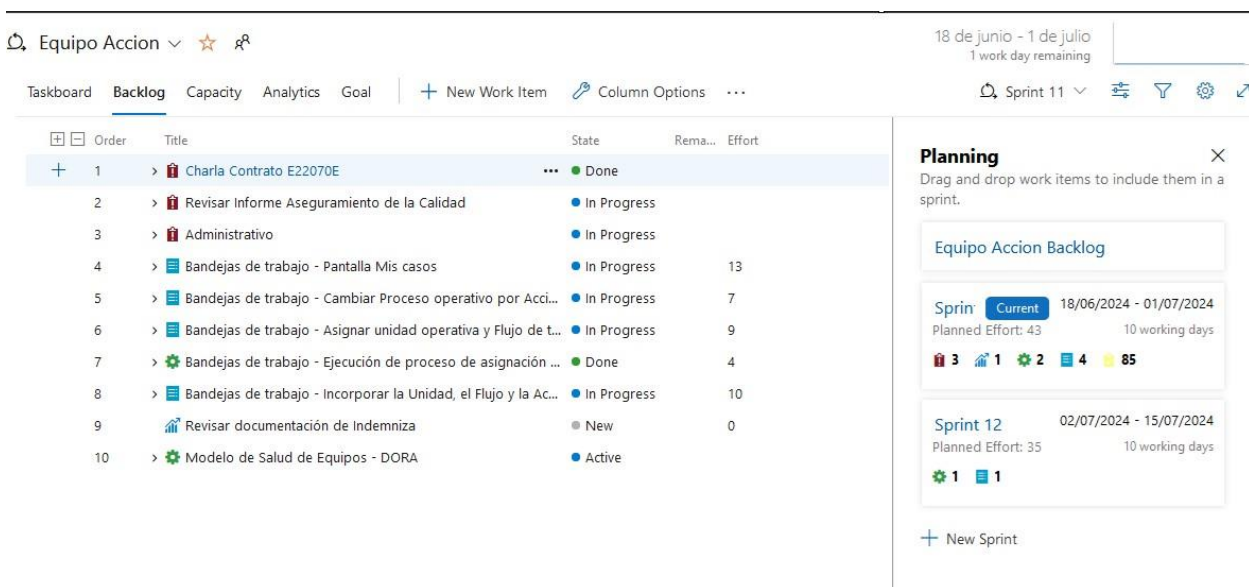 Equipo Accion
18 de junio - 1 de julio
1 work day remaining
Taskboard Backlog Capacity Analytics Goal New Work Item Column Options ...
Sprint 11
Order Title State Rema... Effort
1 Charla Contrato E22070E ... Done
2 Revisar Informe Aseguramiento de la Calidad In Progress
3 Administrativo In Progress
4 Bandejas de trabajo - Pantalla Mis casos In Progress 13
5 Bandejas de trabajo - Cambiar Proceso operativo por Acci... In Progress 7
6 Bandejas de trabajo - Asignar unidad operativa y Flujo de t... In Progress 9
7 Bandejas de trabajo - Ejecución de proceso de asignación ... Done 4
8 Bandejas de trabajo - Incorporar la Unidad, el Flujo y la Ac... In Progress 10
9 Revisar documentación de Indemniza New 0
10 Modelo de Salud de Equipos - DORA Active
Planning
Drag and drop work items to include them in a
sprint.
Equipo Accion Backlog
Sprin Current 18/06/2024 - 01/07/2024
Planned Effort: 43 10 working days
3 1 2 4 85
Sprint 12 02/07/2024 - 15/07/2024
Planned Effort: 35 10 working days
1 1
New Sprint